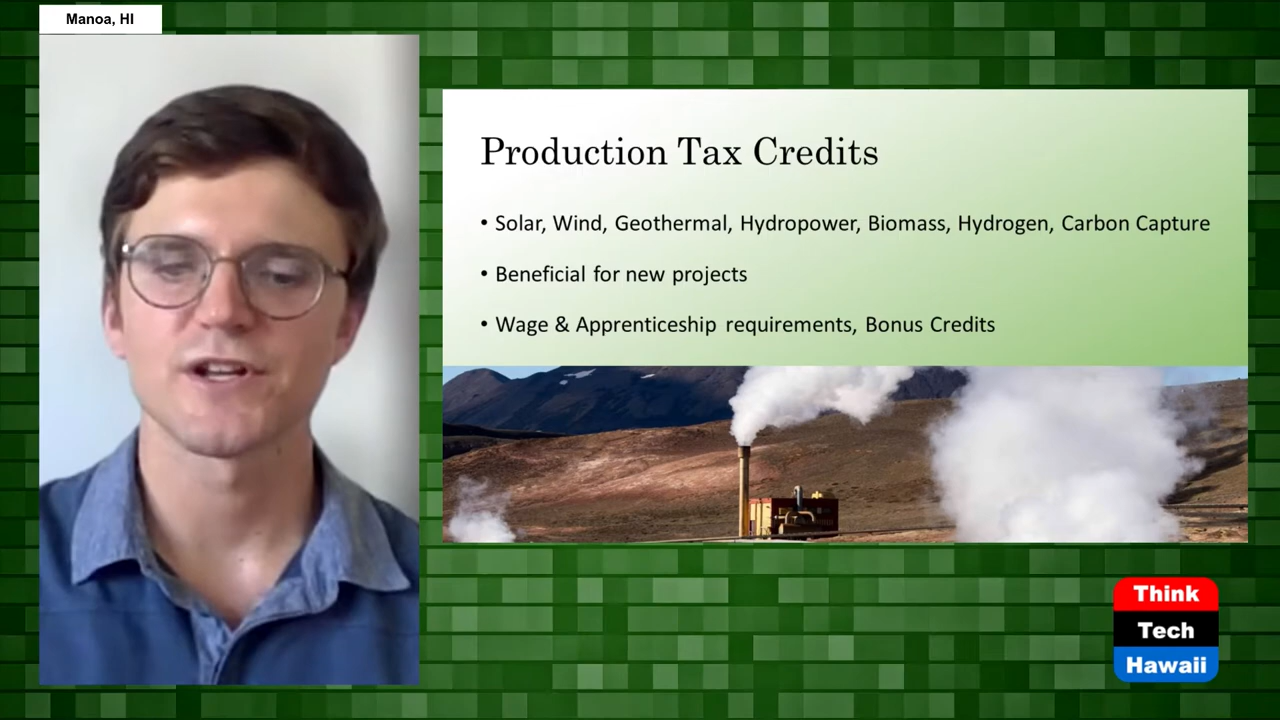 Manoa, HI
Production Tax Credits
• Solar, Wind, Geothermal, Hydropower, Biomass, Hydrogen, Carbon Capture
• Beneficial for new projects
• Wage & Apprenticeship requirements, Bonus Credits
Think
Tech
Hawaii